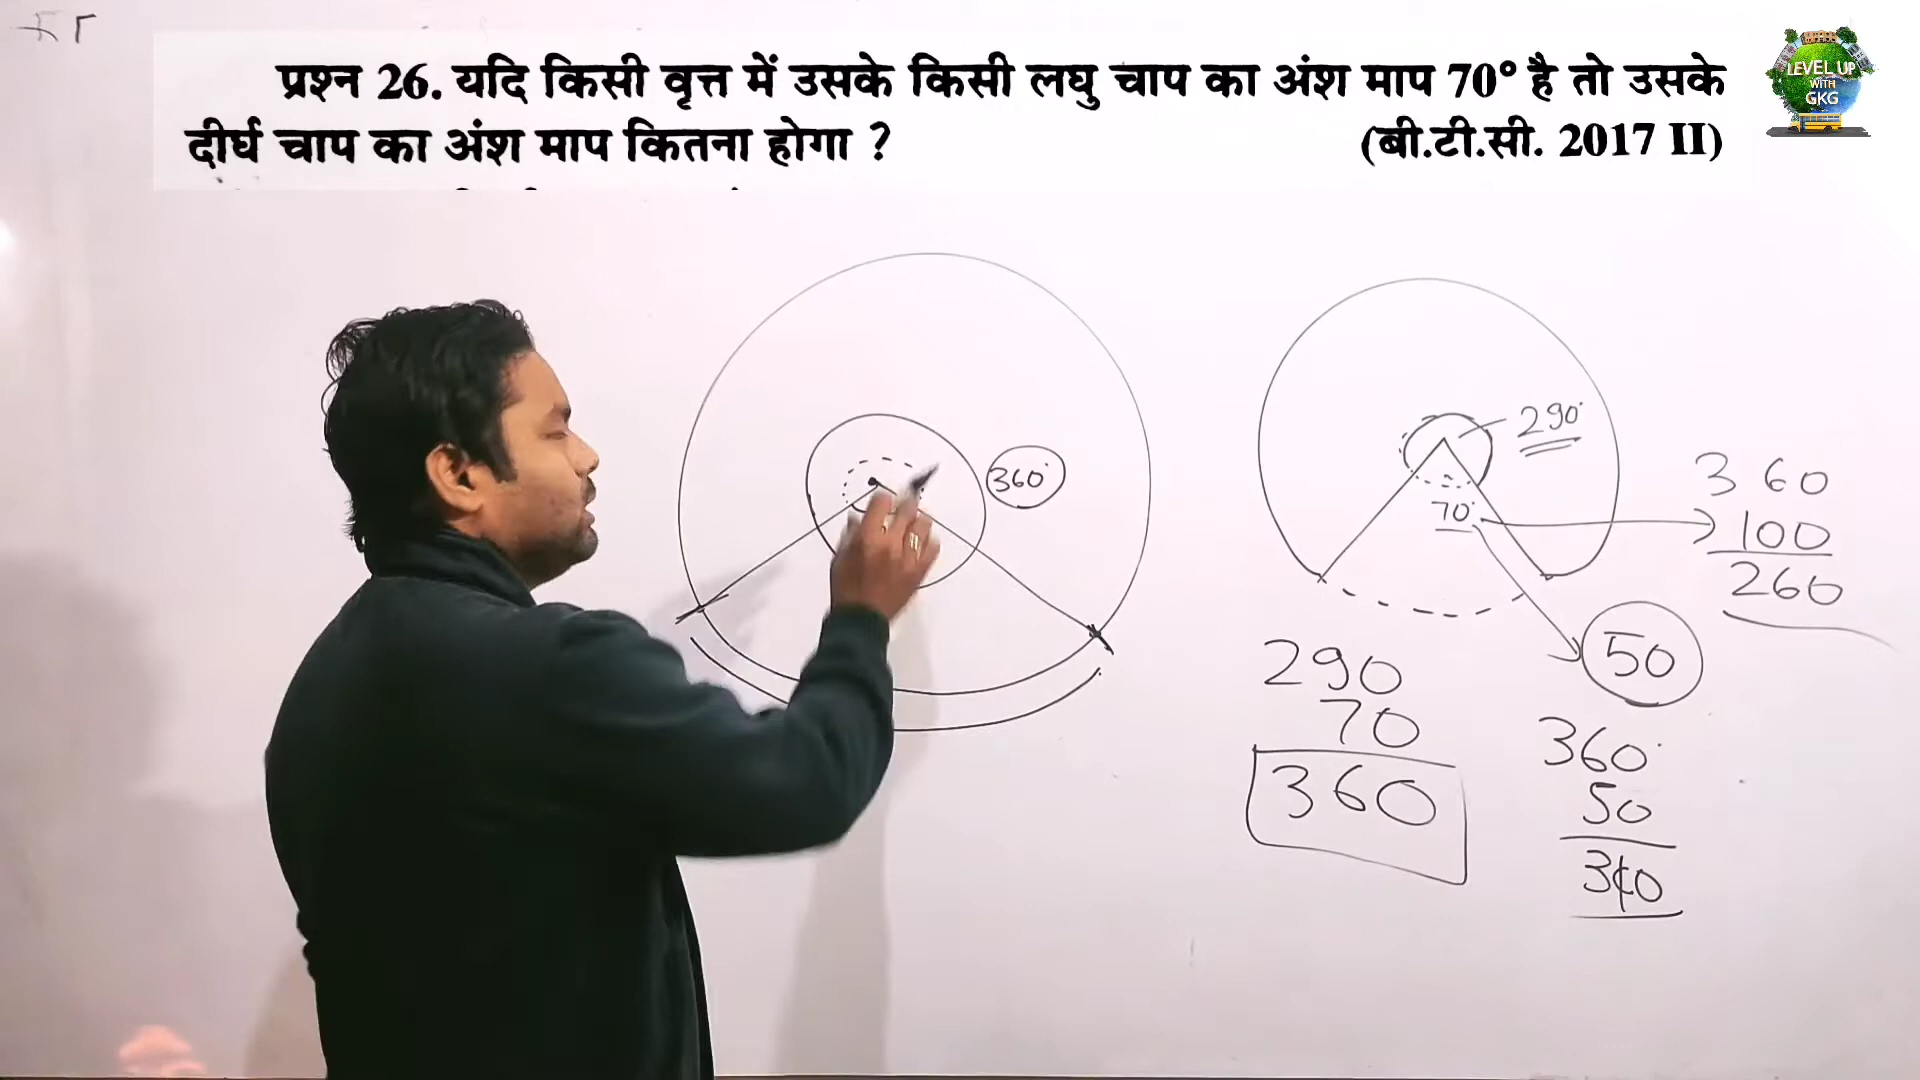 प्रश्न 26. यदि किसी वृत्त में उसके किसी लघु चाप का अंश माप 70° है तो उसके
दीर्घ चाप का अंश माप कितना होगा ?
(बी.टी.सी. 2017 II)
LEVEL UP
WITH
GKG
360°
290°
70°
360
100
260
50
290
70
360
360°
50
310